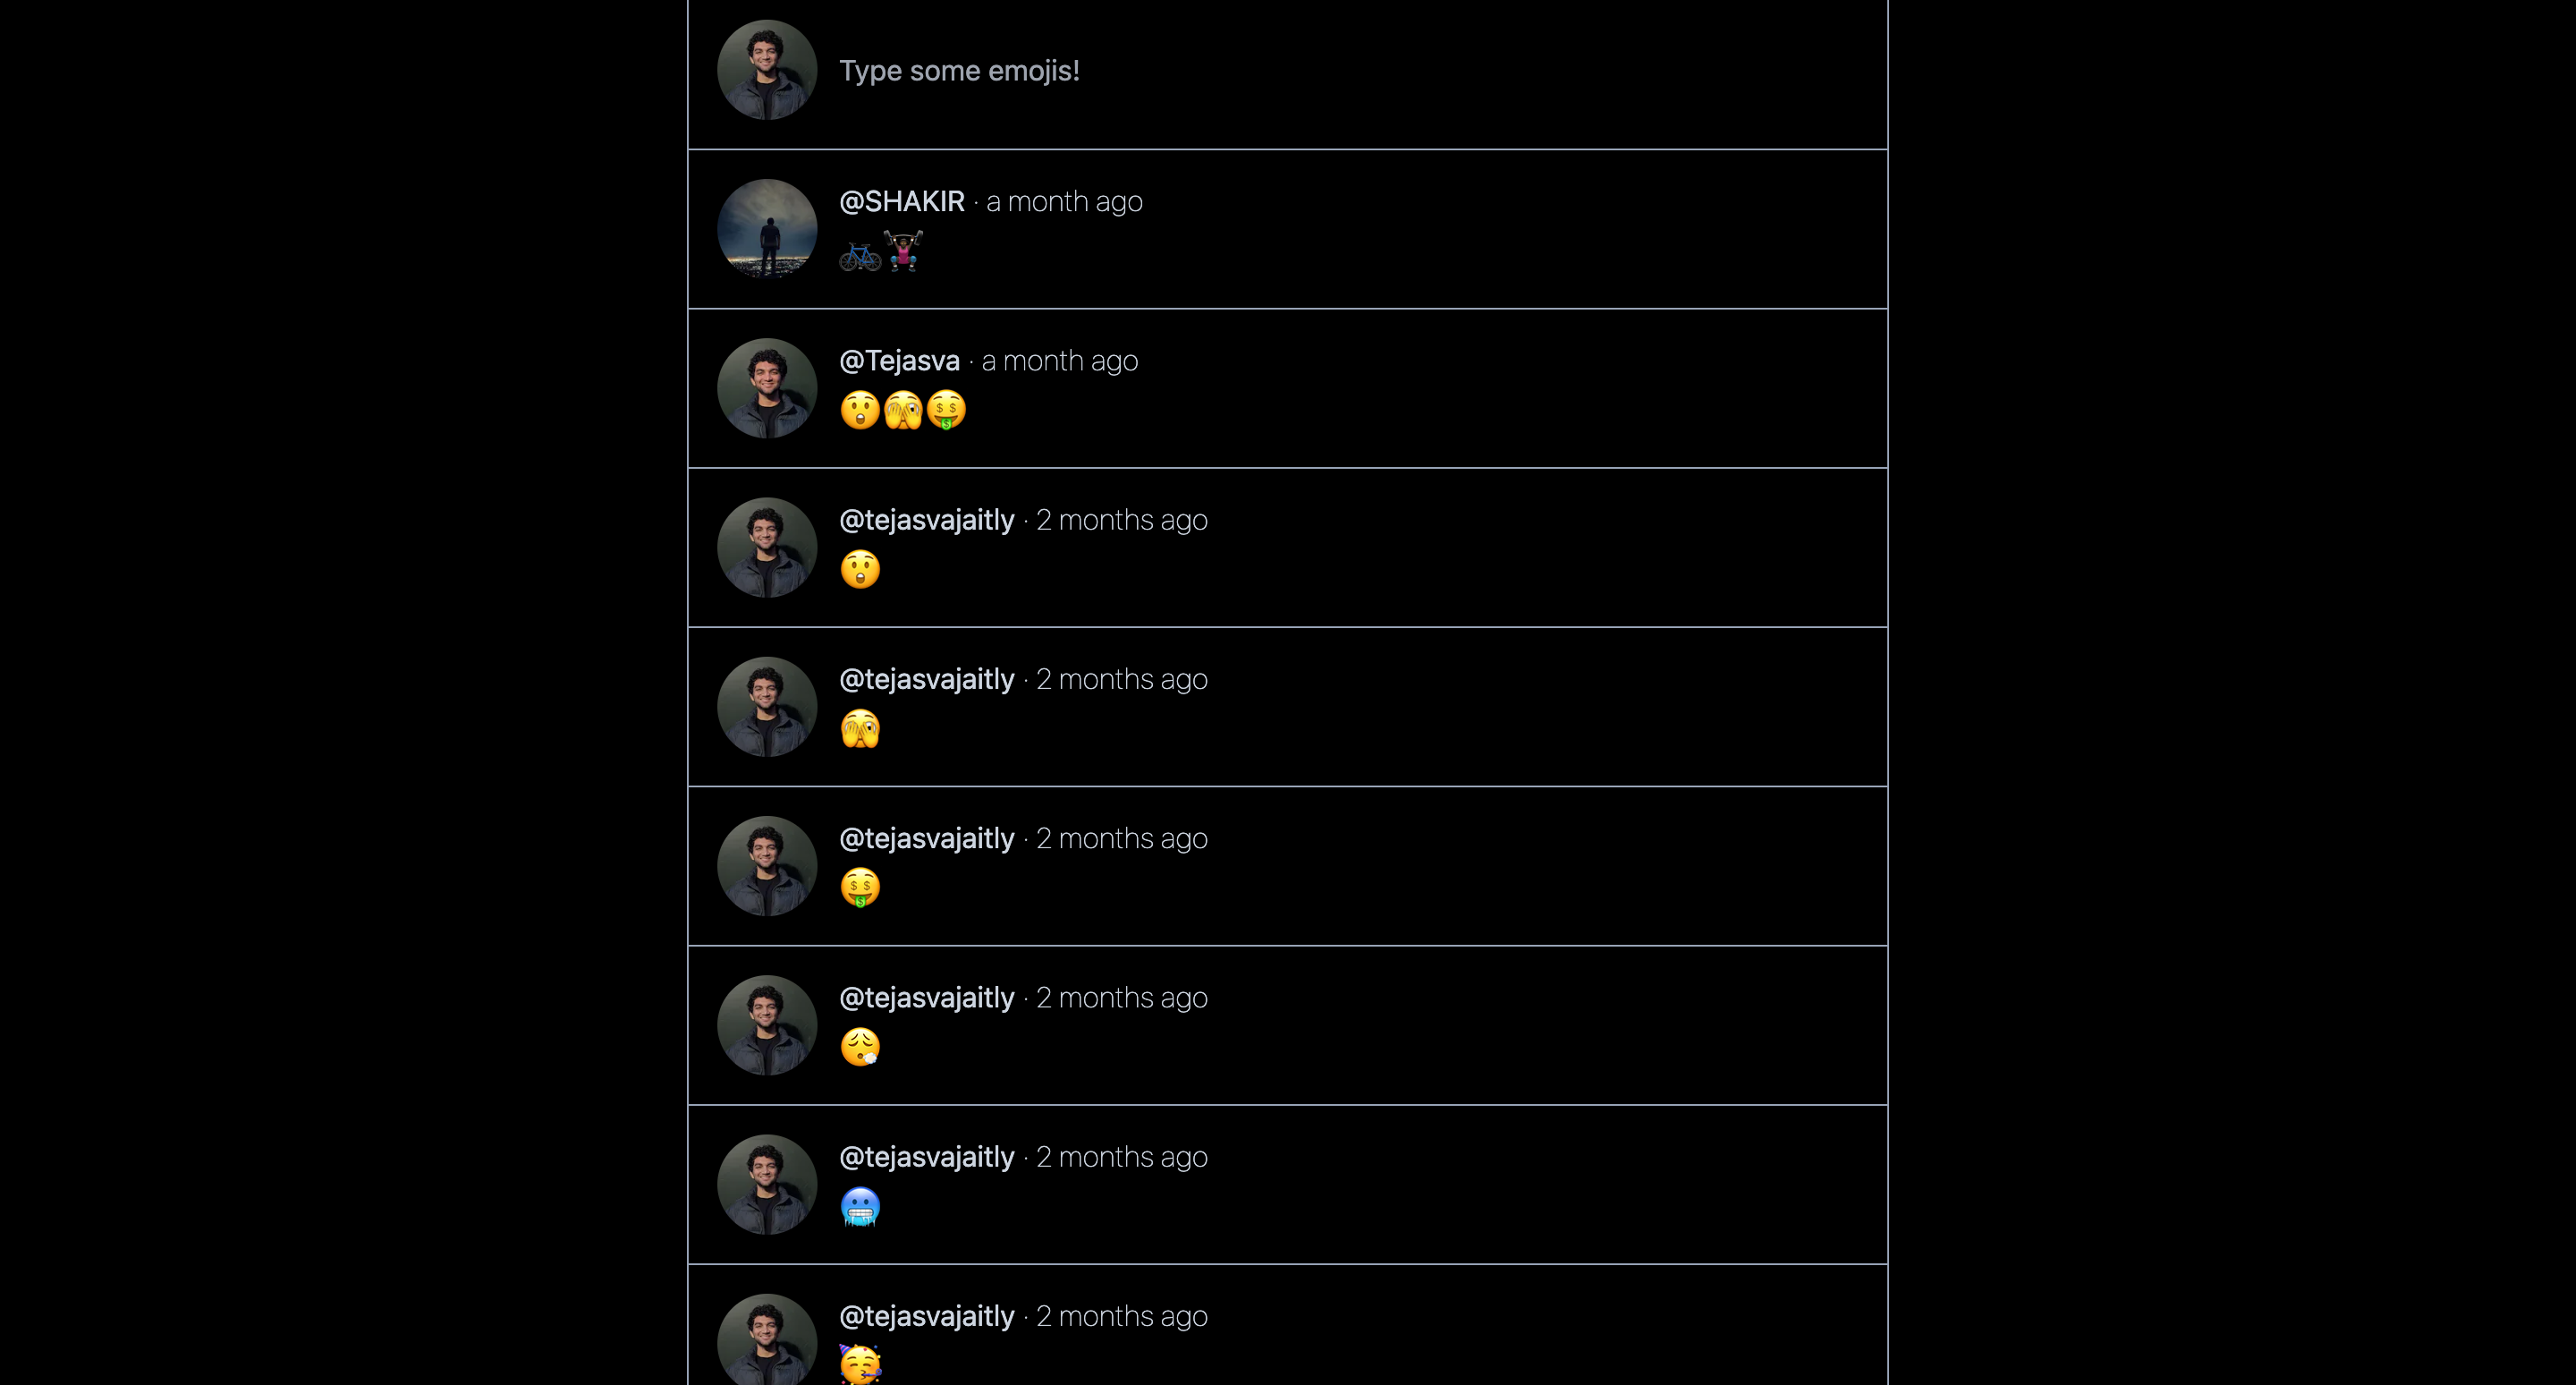 Type some emojis!
@SHAKIR · a month ago
🚲🏋🏿‍♀️
@Tejasva · a month ago
😲🫣🤑
@tejasvajaitly · 2 months ago
😲
@tejasvajaitly · 2 months ago
🫣
@tejasvajaitly · 2 months ago
🤑
@tejasvajaitly · 2 months ago
😮‍💨
@tejasvajaitly · 2 months ago
🥶
@tejasvajaitly · 2 months ago
🥳